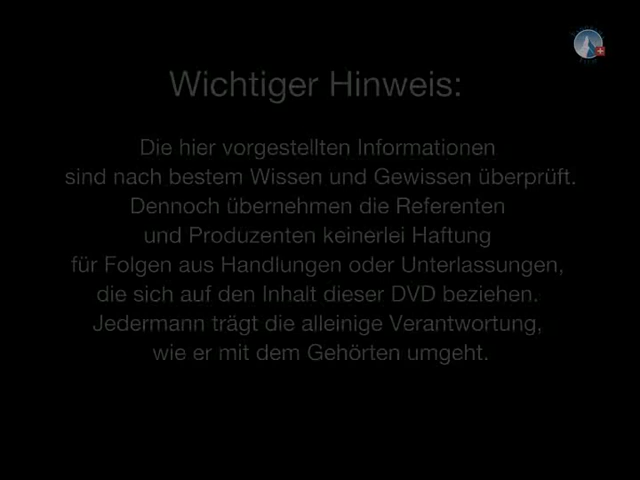 Wichtiger Hinweis:
Die hier vorgestellten Informationen
sind nach bestem Wissen und Gewissen überprüft.
Dennoch übernehmen die Referenten
und Produzenten keinerlei Haftung
für Folgen aus Handlungen oder Unterlassungen,
die sich auf den Inhalt dieser DVD beziehen.
Jedermann trägt die alleinige Verantwortung,
wie er mit dem Gehörten umgeht.